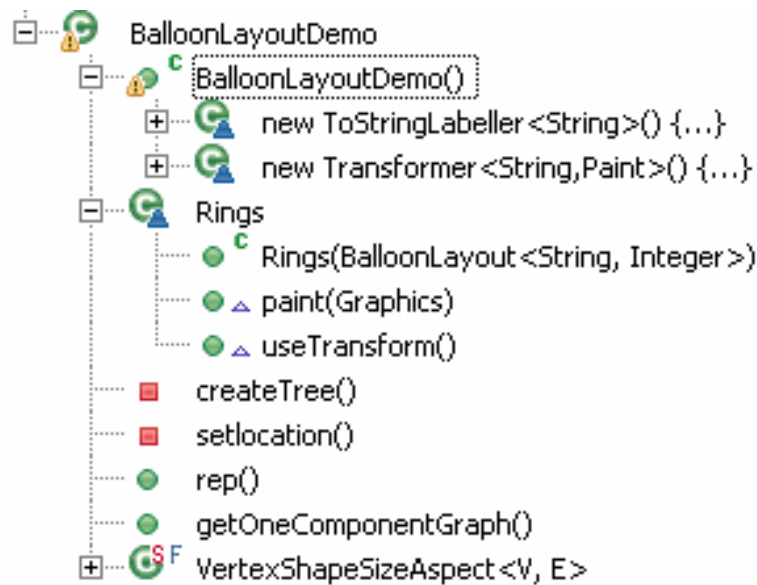 BalloonLayoutDemo
BalloonLayoutDemo()
new ToStringLabeller<String>() {...}
new Transformer<String,Paint>() {...}
Rings
Rings(BalloonLayout<String, Integer>)
paint(Graphics)
useTransform()
createTree()
setlocation()
rep()
getOneComponentGraph()
VertexShapeSizeAspect<V, E>